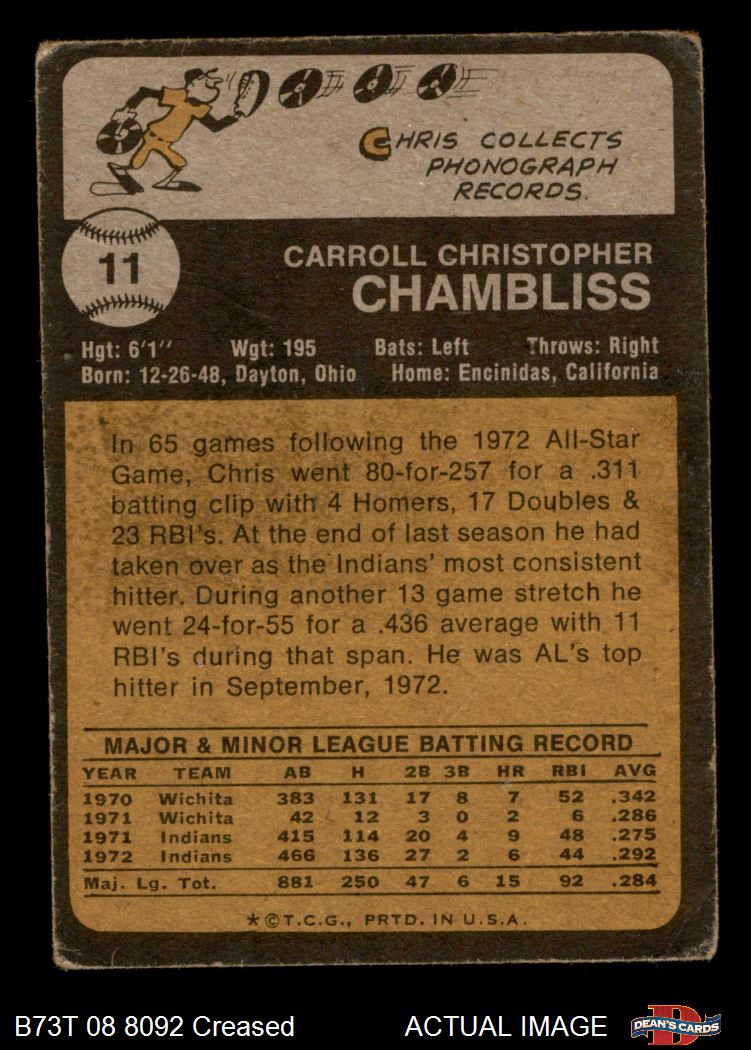 CHRIS COLLECTS
PHONOGRAPH
RECORDS.
11
CARROLL CHRISTOPHER
CHAMBLISS
Hgt: 6'1" Wgt: 195 Bats: Left Throws: Right
Born: 12-26-48, Dayton, Ohio Home: Encinidas, California
In 65 games following the 1972 All-Star
Game, Chris went 80-for-257 for a .311
batting clip with 4 Homers, 17 Doubles &
23 RBI's. At the end of last season he had
taken over as the Indians' most consistent
hitter. During another 13 game stretch he
went 24-for-55 for a .436 average with 11
RBI's during that span. He was AL's top
hitter in September, 1972.
MAJOR & MINOR LEAGUE BATTING RECORD
YEAR TEAM AB H 2B 3B HR RBI AVG
1970 Wichita 383 131 17 8 7 52 .342
1971 Wichita 42 12 3 0 2 6 .286
1971 Indians 415 114 20 4 9 48 .275
1972 Indians 466 136 27 2 6 44 .292
Maj. Lg. Tot. 881 250 47 6 15 92 .284
*©T.C.G., PRTD. IN U.S.A.
B73T 08 8092 Creased ACTUAL IMAGE
DEAN'S CARDS